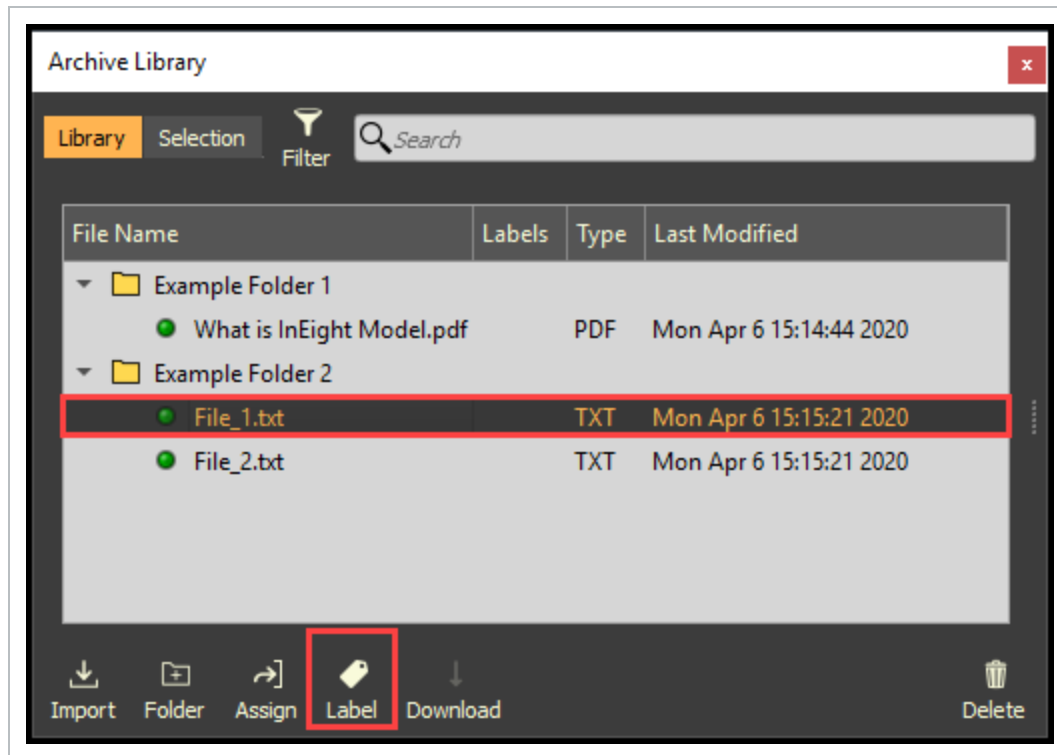 Archive Library
x
Library Selection Filter Search
File Name Labels Type Last Modified
Example Folder 1
What is InEight Model.pdf PDF Mon Apr 6 15:14:44 2020
Example Folder 2
File_1.txt TXT Mon Apr 6 15:15:21 2020
File_2.txt TXT Mon Apr 6 15:15:21 2020
Import Folder Assign Label Download Delete